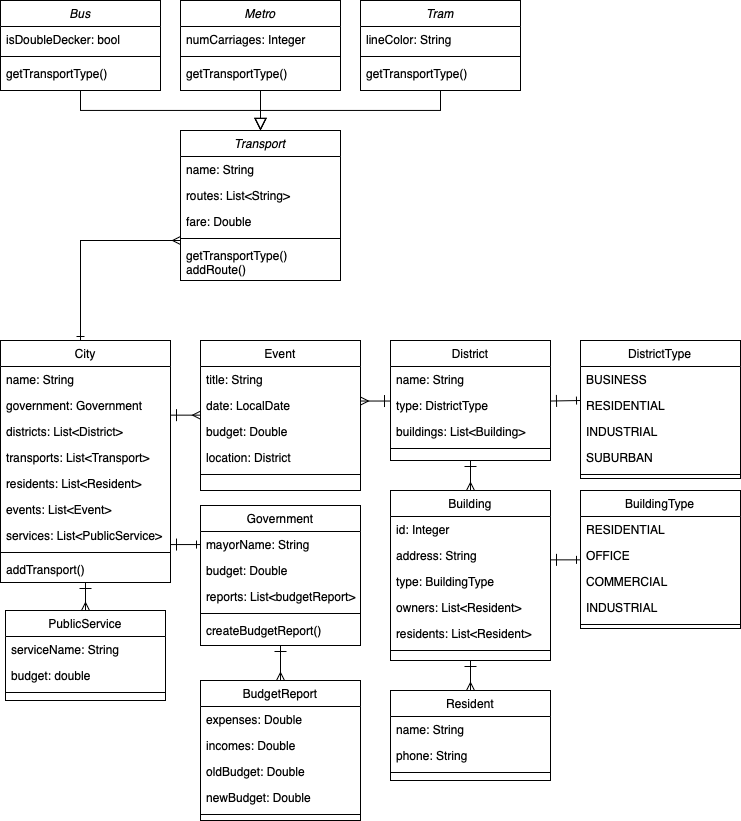 Bus
isDoubleDecker: bool
getTransportType()
Metro
numCarriages: Integer
getTransportType()
Tram
lineColor: String
getTransportType()
Transport
name: String
routes: List<String>
fare: Double
getTransportType()
addRoute()
City
name: String
government: Government
districts: List<District>
transports: List<Transport>
residents: List<Resident>
events: List<Event>
services: List<PublicService>
addTransport()
Event
title: String
date: LocalDate
budget: Double
location: District
District
name: String
type: DistrictType
buildings: List<Building>
DistrictType
BUSINESS
RESIDENTIAL
INDUSTRIAL
SUBURBAN
Government
mayorName: String
budget: Double
reports: List<budgetReport>
createBudgetReport()
Building
id: Integer
address: String
type: BuildingType
owners: List<Resident>
residents: List<Resident>
BuildingType
RESIDENTIAL
OFFICE
COMMERCIAL
INDUSTRIAL
PublicService
serviceName: String
budget: double
BudgetReport
expenses: Double
incomes: Double
oldBudget: Double
newBudget: Double
Resident
name: String
phone: String